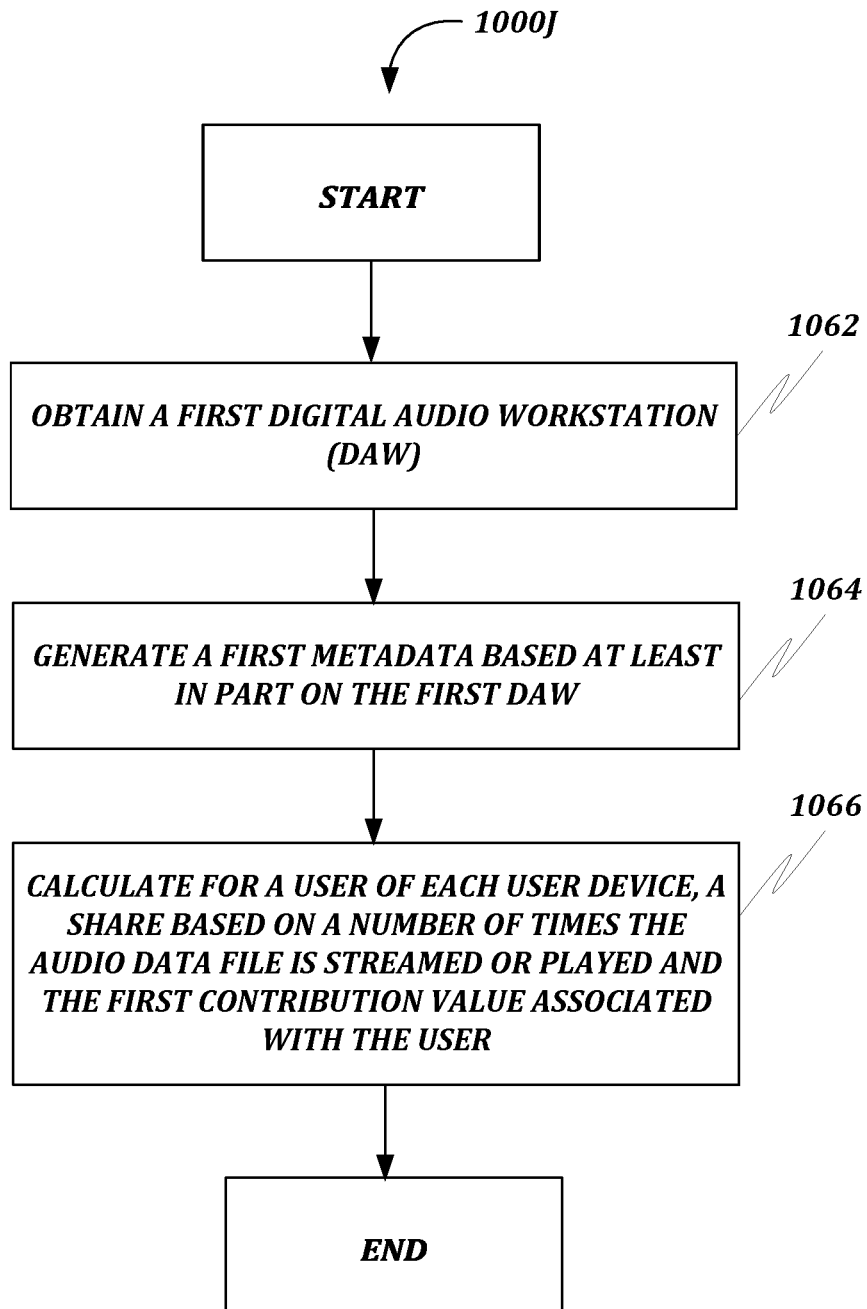 1000J
START
1062
OBTAIN A FIRST DIGITAL AUDIO WORKSTATION
(DAW)
1064
GENERATE A FIRST METADATA BASED AT LEAST
IN PART ON THE FIRST DAW
1066
CALCULATE FOR A USER OF EACH USER DEVICE, A
SHARE BASED ON A NUMBER OF TIMES THE
AUDIO DATA FILE IS STREAMED OR PLAYED AND
THE FIRST CONTRIBUTION VALUE ASSOCIATED
WITH THE USER
END